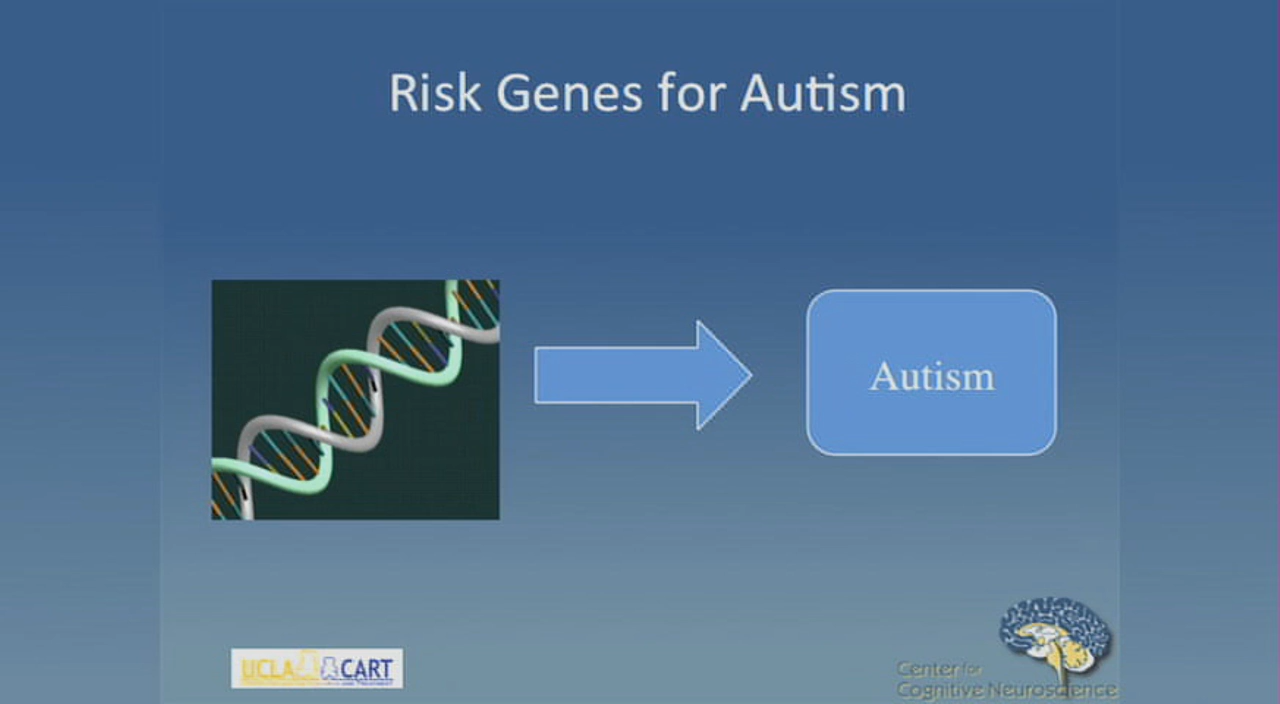 Risk Genes for Autism
Autism
UCLA CART
Center for
Cognitive Neuroscience